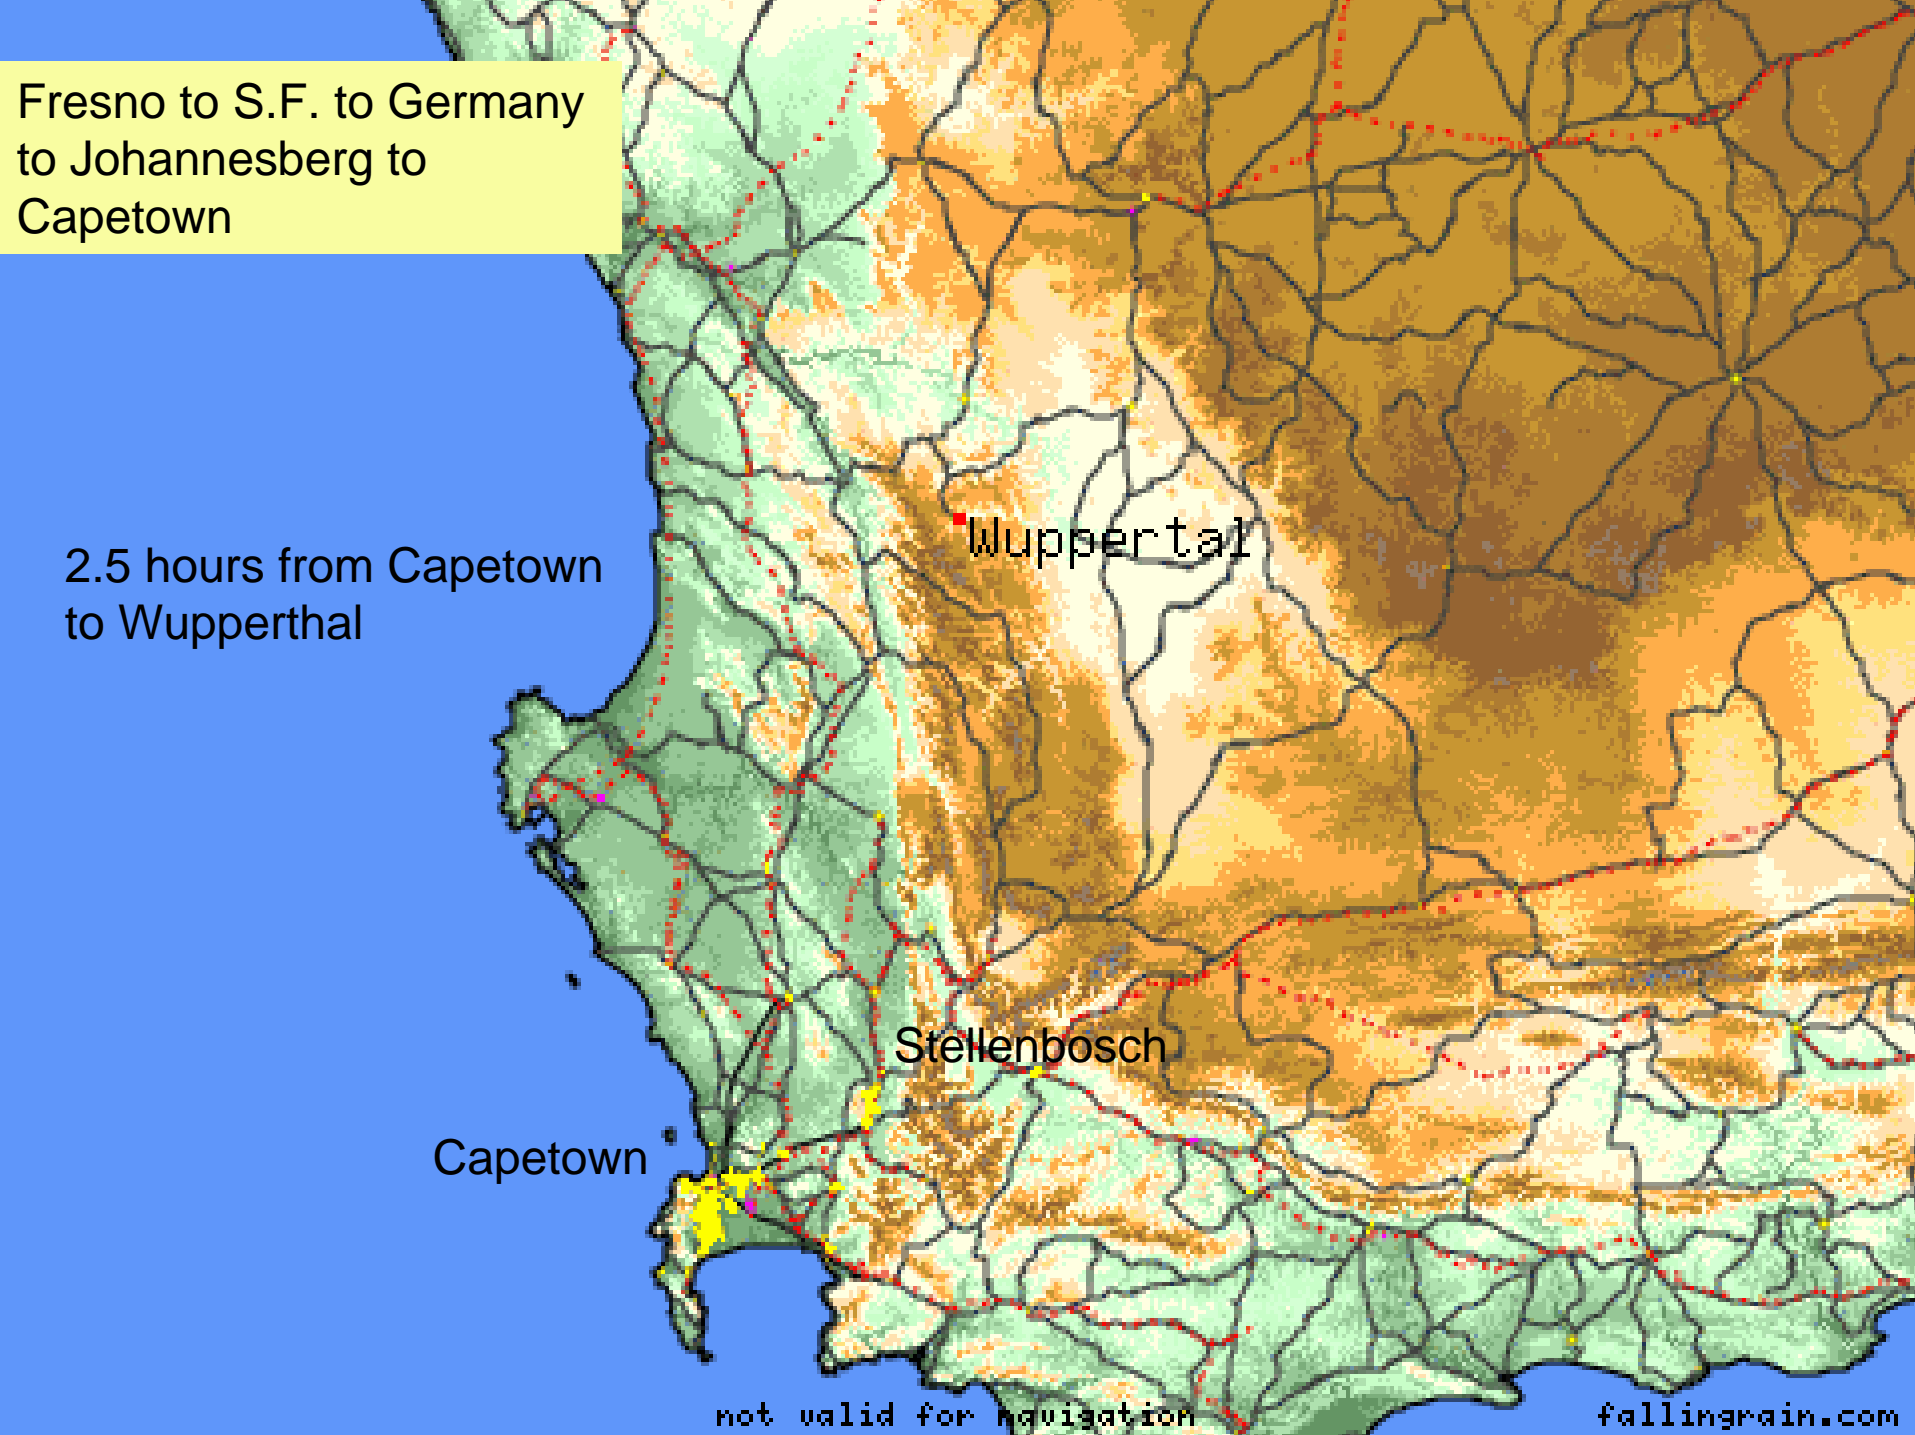 Fresno to S.F. to Germany
to Johannesberg to
Capetown
Wuppertal
2.5 hours from Capetown
to Wupperthal
Stellenbosch
Capetown
not valid for navigation
fallingrain.com